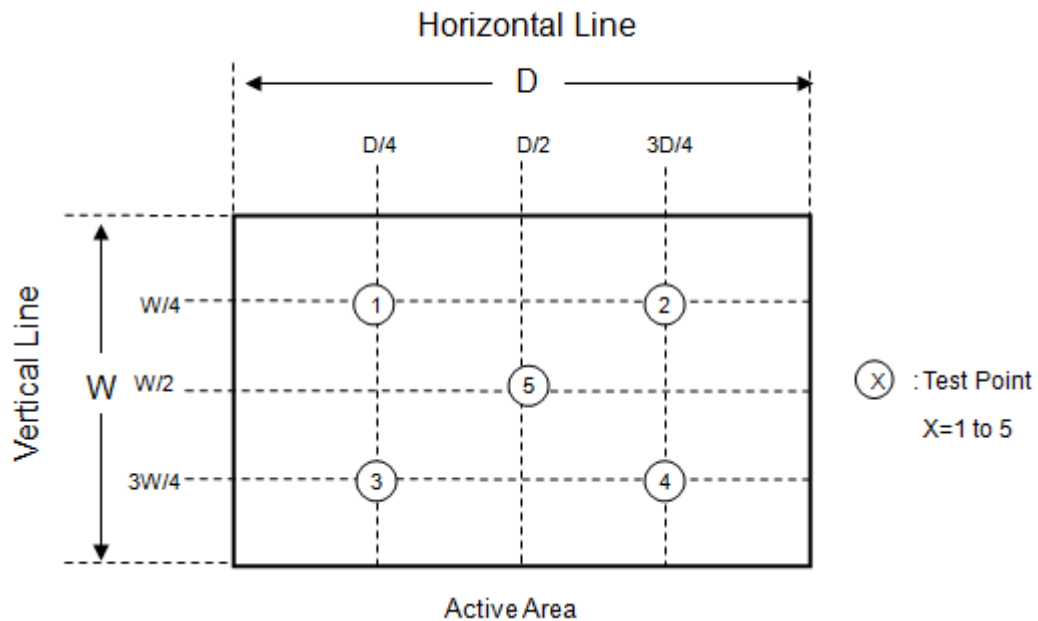 Horizontal Line
D
D/4 D/2 3D/4
W/4 1 2
Vertical Line
W W/2 5 X : Test Point
X=1 to 5
3W/4 3 4
Active Area